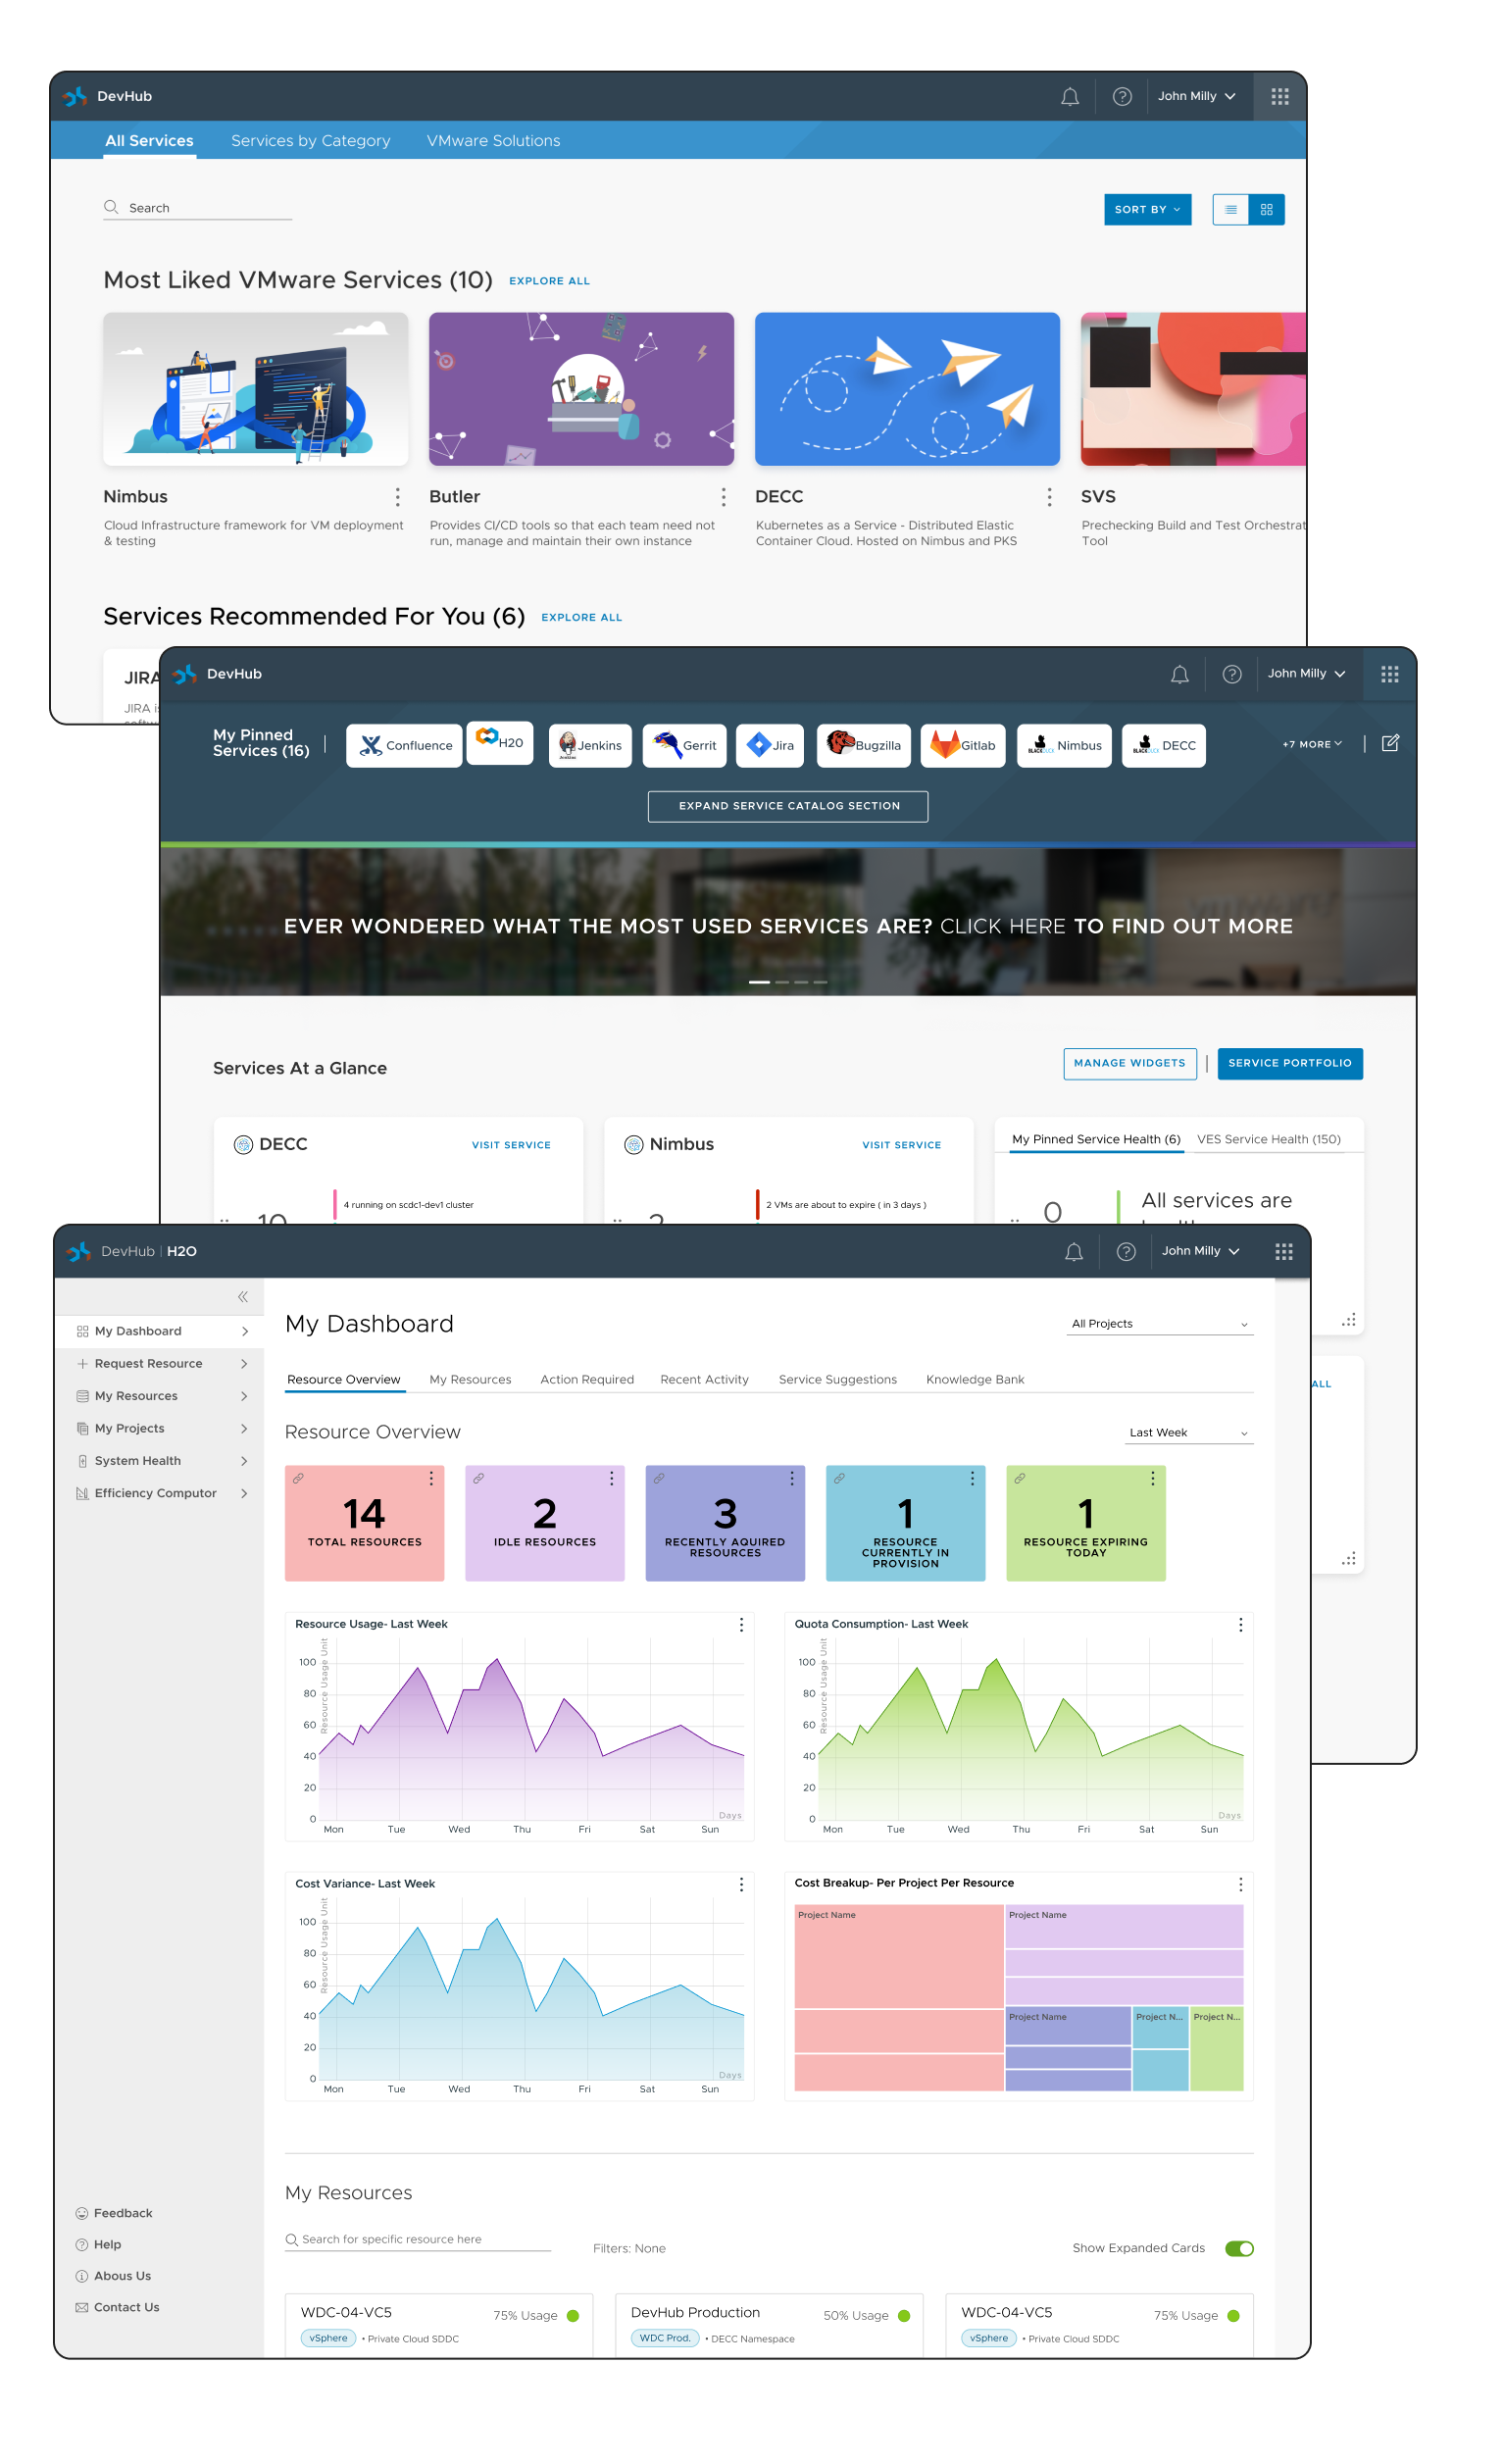 DevHub
John Milly
All Services
Services by Category
VMware Solutions
Search
SORT BY
Most Liked VMware Services (10)
EXPLORE ALL
Nimbus
Cloud Infrastructure framework for VM deployment
& testing
Butler
Provides CI/CD tools so that each team need not
run, manage and maintain their own instance
DECC
Kubernetes as a Service - Distributed Elastic
Container Cloud. Hosted on Nimbus and PKS
SVS
Prechecking Build and Test Orchestrat
Tool
Services Recommended For You (6)
EXPLORE ALL
JIRA
JIRA is
DevHub
John Milly
My Pinned
Services (16)
Confluence
H20
Jenkins
Gerrit
Jira
Bugzilla
Gitlab
Nimbus
DECC
+7 MORE
EXPAND SERVICE CATALOG SECTION
EVER WONDERED WHAT THE MOST USED SERVICES ARE? CLICK HERE TO FIND OUT MORE
Services At a Glance
MANAGE WIDGETS
SERVICE PORTFOLIO
DECC
VISIT SERVICE
10
4 running on scdc1-dev1 cluster
Nimbus
VISIT SERVICE
2 VMs are about to expire ( in 3 days )
My Pinned Service Health (6)
VES Service Health (150)
0
All services are
ALL
DevHub | H2O
John Milly
My Dashboard
Request Resource
My Resources
My Projects
System Health
Efficiency Computor
Feedback
Help
Abous Us
Contact Us
My Dashboard
All Projects
Resource Overview
My Resources
Action Required
Recent Activity
Service Suggestions
Knowledge Bank
Resource Overview
Last Week
14
TOTAL RESOURCES
2
IDLE RESOURCES
3
RECENTLY AQUIRED
RESOURCES
1
RESOURCE
CURRENTLY IN
PROVISION
1
RESOURCE EXPIRING
TODAY
Resource Usage- Last Week
Resource Usage Unit
100
80
60
40
20
0
Days
Mon Tue Wed Thu Fri Sat Sun
Quota Consumption- Last Week
Resource Usage Unit
100
80
60
40
20
0
Days
Mon Tue Wed Thu Fri Sat Sun
Cost Variance- Last Week
Resource Usage Unit
100
80
60
40
20
0
Days
Mon Tue Wed Thu Fri Sat Sun
Cost Breakup- Per Project Per Resource
Project Name
Project Name
Project Name
Project N...
Project N...
My Resources
Search for specific resource here
Filters: None
Show Expanded Cards
WDC-04-VC5
75% Usage
vSphere
• Private Cloud SDDC
DevHub Production
50% Usage
WDC Prod.
• DECC Namespace
WDC-04-VC5
75% Usage
vSphere
• Private Cloud SDDC